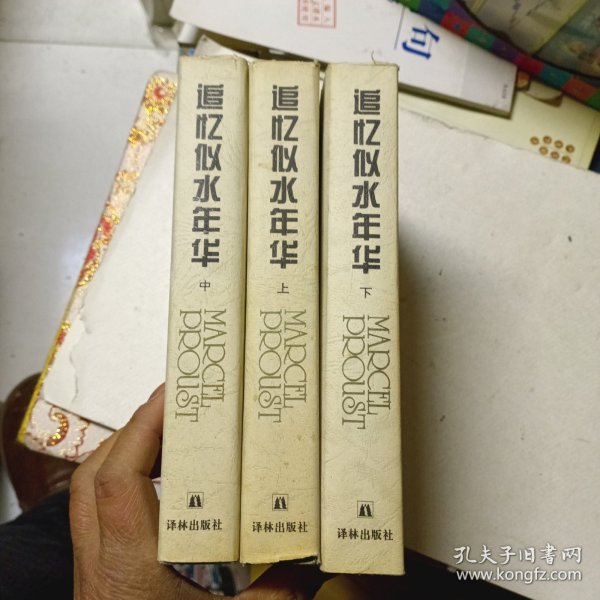 追忆似水年华
中
MARCEL
PROUST
译林出版社
追忆似水年华
上
MARCEL
PROUST
译林出版社
追忆似水年华
下
MARCEL
PROUST
译林出版社
旬
孔夫子旧书网
www.kongfz.com